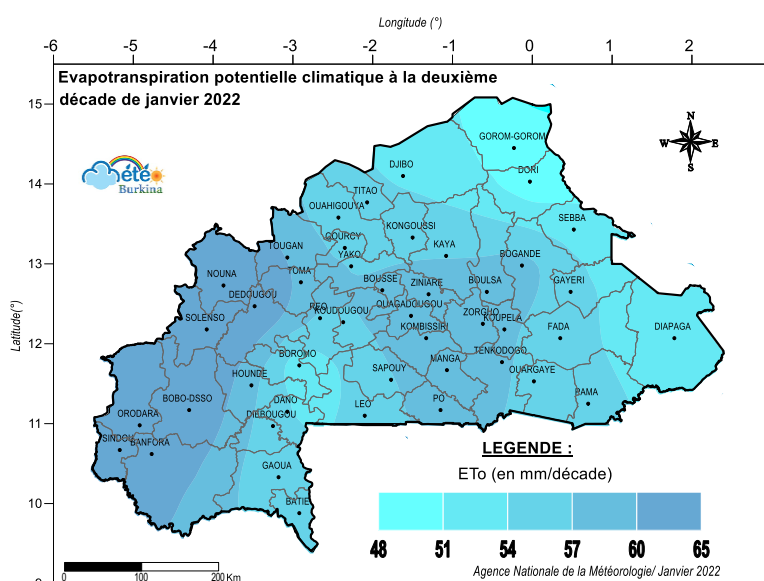 Longitude (°)
-6 -5 -4 -3 -2 -1 0 1 2
Evapotranspiration potentielle climatique à la deuxième
décade de janvier 2022
15
N
GOROM-GOROM
W E
S
DJIBO
DORI
météo
Burkina
14
TITAO
OUAHIGOUYA
SEBBA
KONGOUSSI
GOURCY
KAYA
TOUGAN
YAKO
BOGANDE
13
NOUNA
TOMA
BOUSSE
ZINIARE
BOULSA
GAYERI
DEDOUGOU
Latitude(°)
REO
KOUDOUGOU
OUAGADOUGOU
ZORGHO
KOUPELA
SOLENSO
KOMBISSIRI
FADA
DIAPAGA
12
BOROMO
MANGA
TENKODOGO
HOUNDE
SAPOUY
OUARGAYE
BOBO-DSSO
DANO
LEO
PO
PAMA
ORODARA
DIEBOUGOU
11
SINDOU
BANFORA
LEGENDE :
GAOUA
ETo (en mm/décade)
10
BATIE
48 51 54 57 60 65
Agence Nationale de la Météorologie/ Janvier 2022
0 100 200 Km